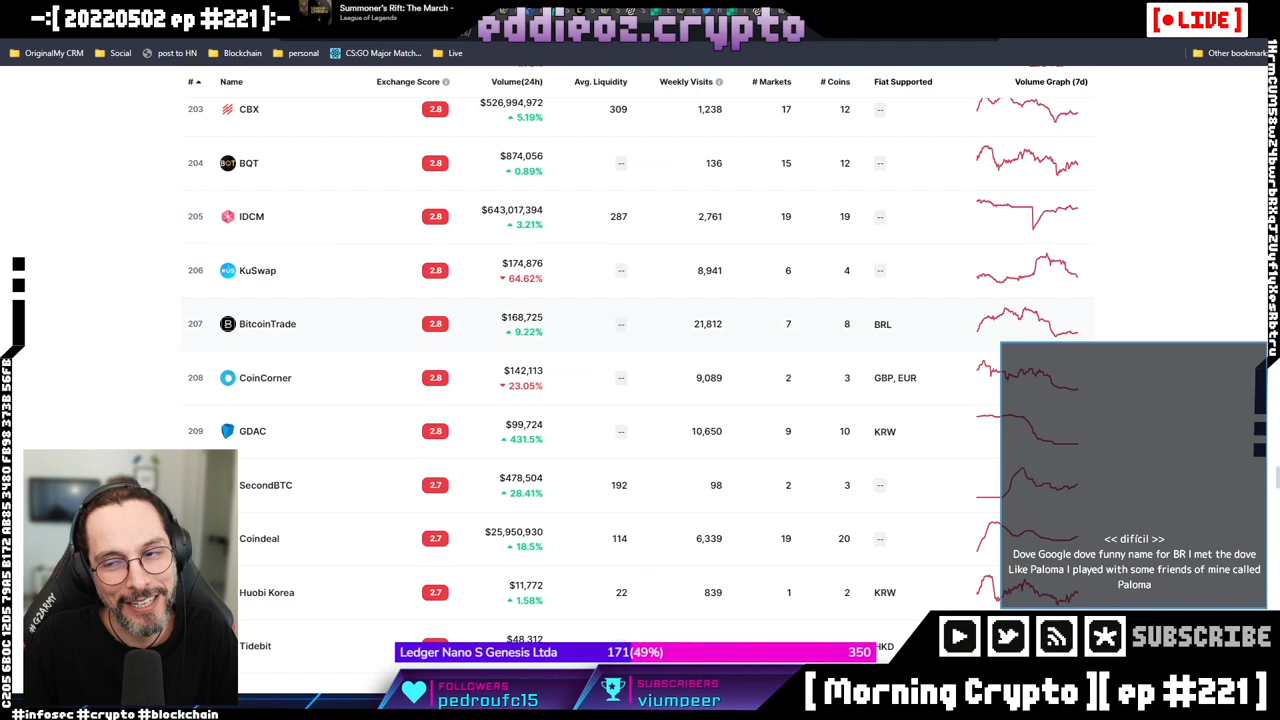 -:[ 20220502 ep #221 ]:-
Summoner's Rift: The March -
League of Legends
eddieoz.crypto
[ LIVE ]
OriginalMy CRM
Social
post to HN
Blockchain
personal
CS:GO Major Match...
Live
Other bookmark
# Name Exchange Score Volume(24h) Avg. Liquidity Weekly Visits # Markets # Coins Fiat Supported Volume Graph (7d)
203 CBX 2.8 $526,994,972 309 1,238 17 12 --
5.19%
204 BQT 2.8 $874,056 -- 136 15 12 --
0.89%
205 IDCM 2.8 $643,017,394 287 2,761 19 19 --
3.21%
206 KuSwap 2.8 $174,876 -- 8,941 6 4 --
64.62%
207 BitcoinTrade 2.8 $168,725 -- 21,812 7 8 BRL
9.22%
208 CoinCorner 2.8 $142,113 -- 9,089 2 3 GBP, EUR
23.05%
209 GDAC 2.8 $99,724 -- 10,650 9 10 KRW
431.5%
SecondBTC 2.7 $478,504 192 98 2 3 --
28.41%
Coindeal 2.7 $25,950,930 114 6,339 19 20 --
18.5%
Huobi Korea 2.7 $11,772 22 839 1 2 KRW
1.58%
Tidebit $48,312 HKD
<< difícil >>
Dove Google dove funny name for BR I met the dove
Like Paloma I played with some friends of mine called
Paloma
#G2ARMY
Ledger Nano S Genesis Ltda 171(49%) 350
FOLLOWERS
pedroufc15
SUBSCRIBERS
vjumpeer
SUBSCRIBE
[ Morning Crypto ][ ep #221 ]
#infosec #crypto #blockchain